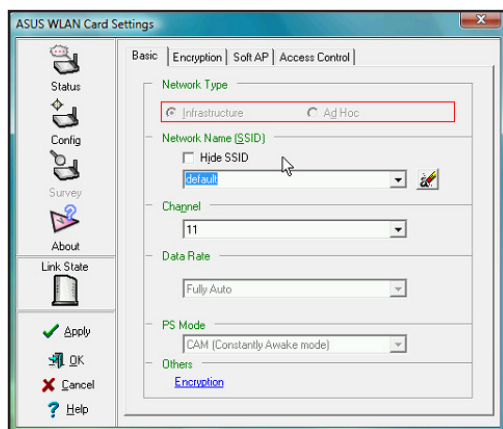 ASUS WLAN Card Settings
Status
Config
Survey
About
Link State
Apply
OK
Cancel
Help
Basic
Encryption
Soft AP
Access Control
Network Type
Infrastructure
Ad Hoc
Network Name (SSID)
Hide SSID
default
Channel
11
Data Rate
Fully Auto
PS Mode
CAM (Constantly Awake mode)
Others
Encryption